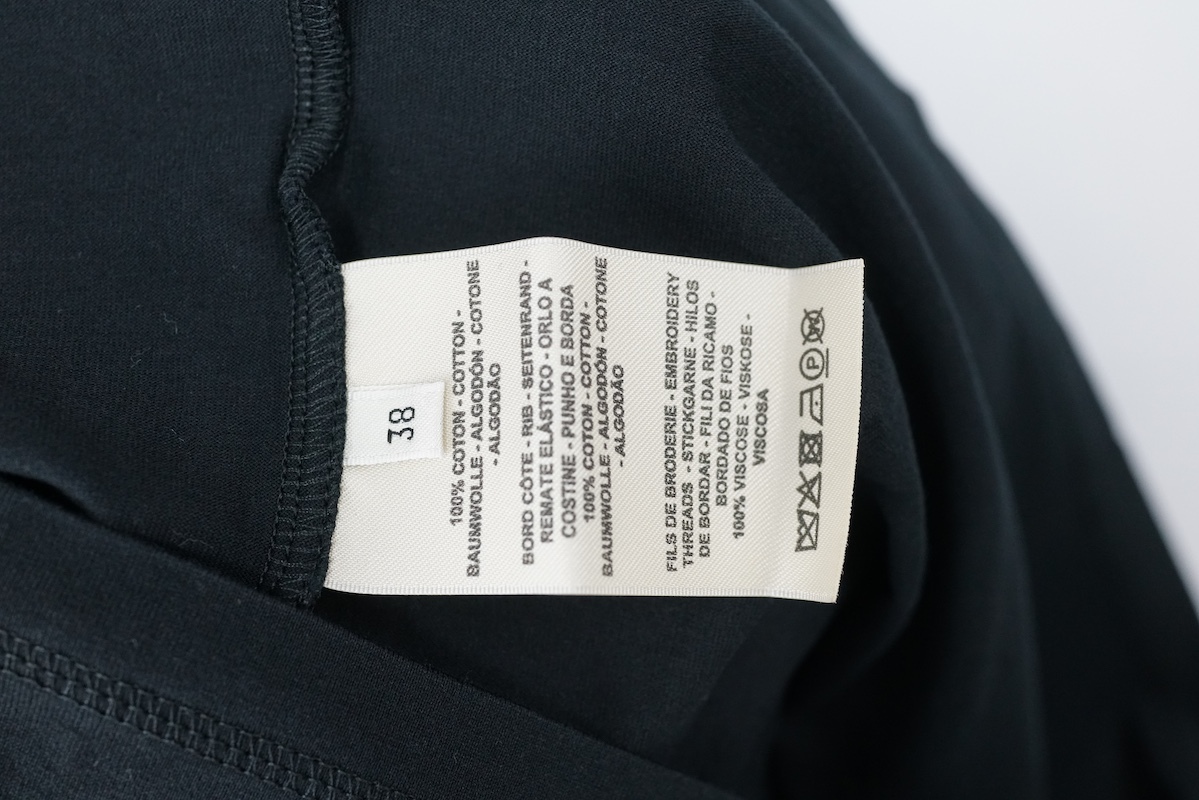 38
100% COTON - COTTON -
BAUMWOLLE - ALGODÓN - COTONE
- ALGODÃO
BORD CÔTE - RIB - SEITENRAND -
REMATE ELÁSTICO - ORLO A
COSTINE - PUNHO E BORDA
100% COTON - COTTON -
BAUMWOLLE - ALGODÓN - COTONE
- ALGODÃO
FILS DE BRODERIE - EMBROIDERY
THREADS - STICKGARNE - HILOS
DE BORDAR - FILI DA RICAMO -
BORDADO DE FIOS
100% VISCOSE - VISKOSE -
VISCOSA
P W